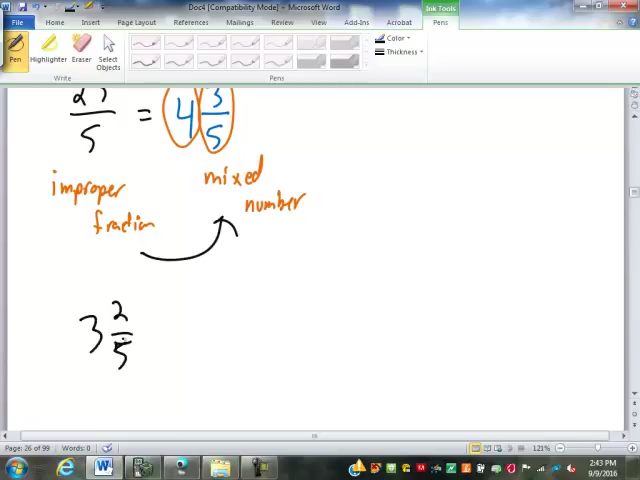 Doc4 [Compatibility Mode] - Microsoft Word
Ink Tools
File Home Insert Page Layout References Mailings Review View Add-Ins Acrobat Pens
Pen Highlighter Eraser Select Objects
Color
Thickness
Write
Pens
5 = 4 3/5
improper fraction
mixed number
3 2/5
Page: 26 of 99 Words: 0
121%
2:43 PM
9/9/2016